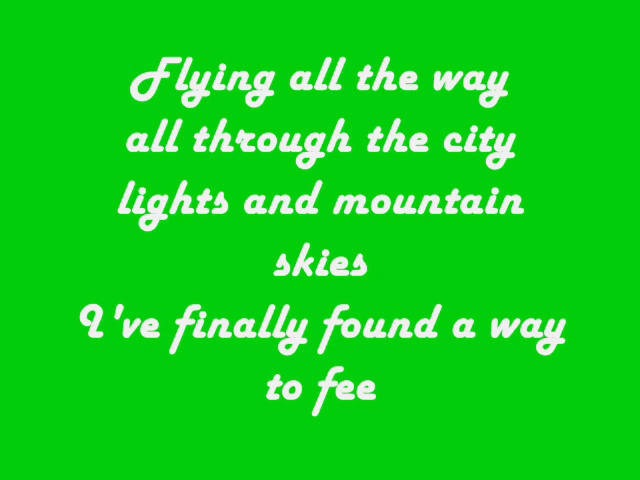 Flying all the way
all through the city
lights and mountain
skies
I've finally found a way
to fee